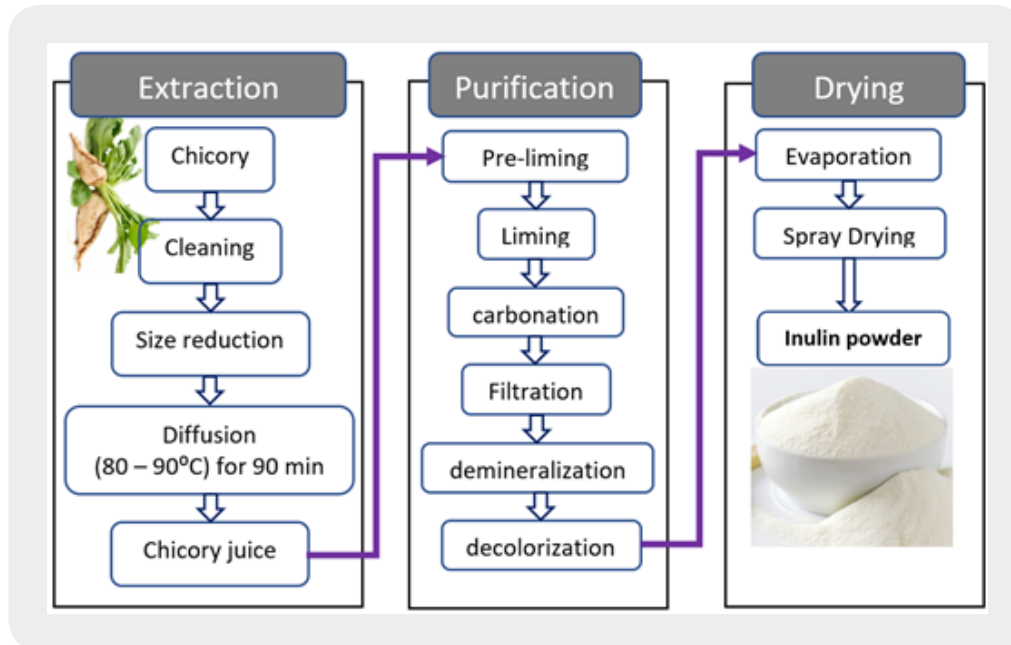 Extraction
Chicory
Cleaning
Size reduction
Diffusion
(80 – 90⁰C) for 90 min
Chicory juice
Purification
Pre-liming
Liming
carbonation
Filtration
demineralization
decolorization
Drying
Evaporation
Spray Drying
Inulin powder